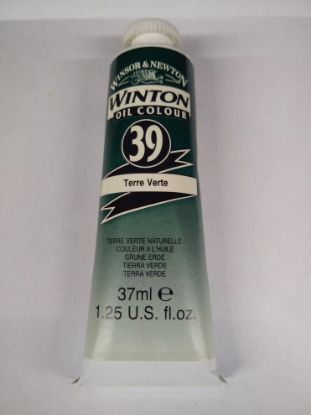 WINSOR & NEWTON
WINTON
OIL COLOUR
39
Terre Verte
TERRE VERTE NATURELLE
COULEUR A L'HUILE
GRUNE ERDE
TIERRA VERDE
TERRA VERDE
37ml ℮
1.25 U.S. fl.oz.